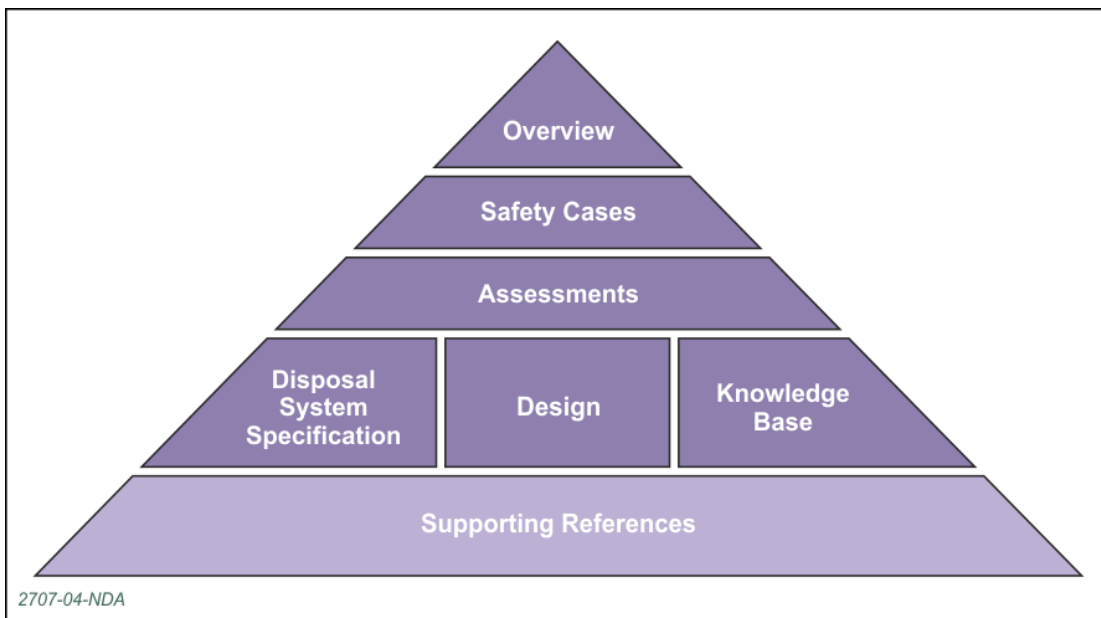 Overview
Safety Cases
Assessments
Disposal
System
Specification
Design
Knowledge
Base
Supporting References
2707-04-NDA